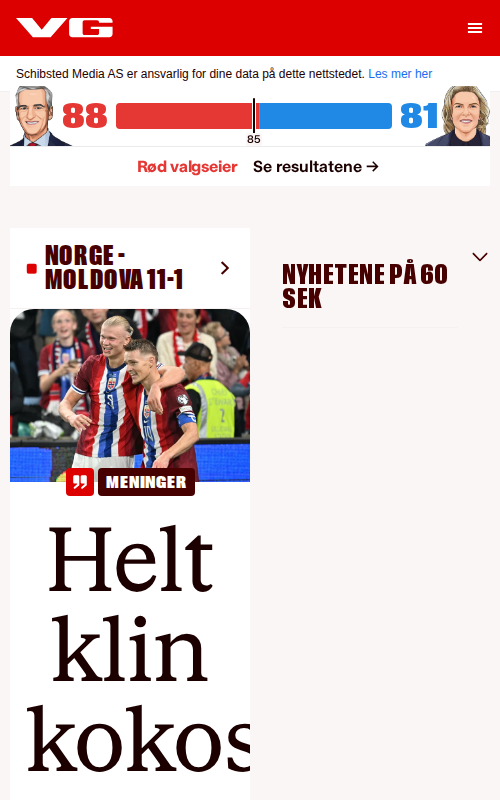 VG
Schibsted Media AS er ansvarlig for dine data på dette nettstedet. Les mer her
88
81
85
Rød valgseier Se resultatene →
NORGE -
MOLDOVA 11-1
NYHETENE PÅ 60
SEK
MENINGER
Helt
klin
kokos